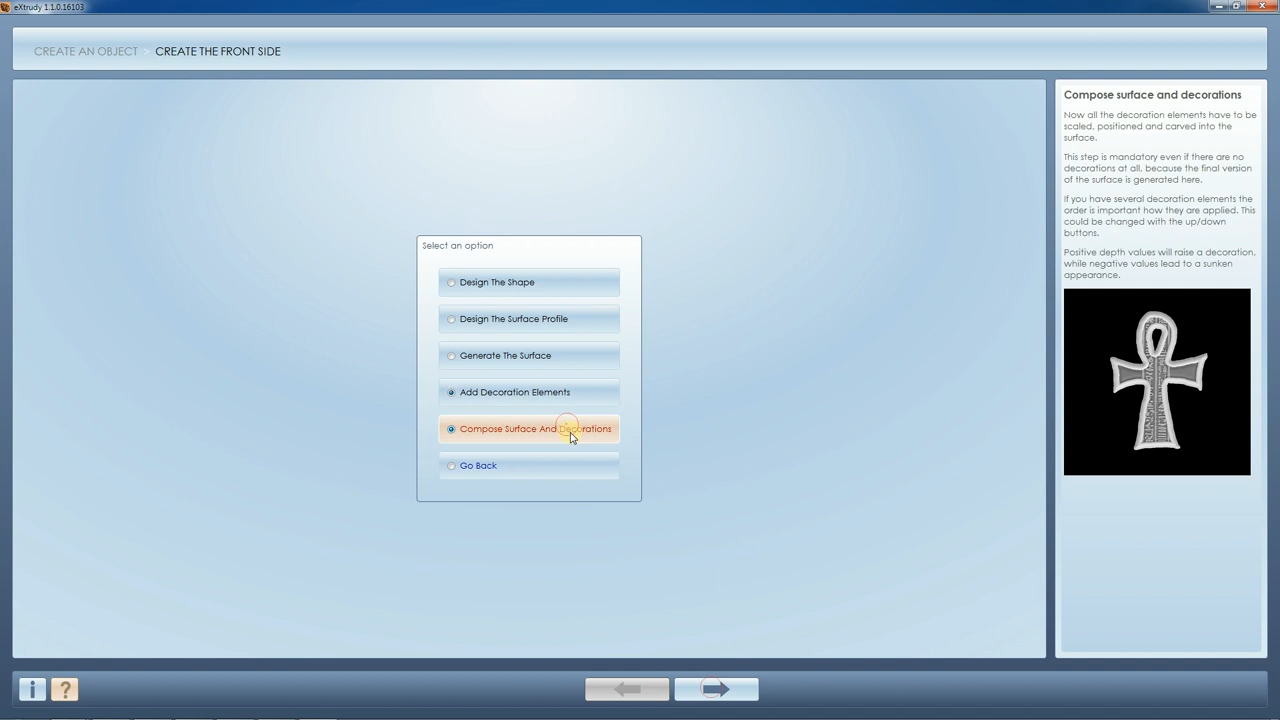 eXtrudy 1.1.0.16103
CREATE AN OBJECT > CREATE THE FRONT SIDE
Select an option
Design The Shape
Design The Surface Profile
Generate The Surface
Add Decoration Elements
Compose Surface And Decorations
Go Back
Compose surface and decorations
Now all the decoration elements have to be
scaled, positioned and carved into the
surface.
This step is mandatory even if there are no
decorations at all, because the final version
of the surface is generated here.
If you have several decoration elements the
order is important how they are applied. This
could be changed with the up/down
buttons.
Positive depth values will raise a decoration,
while negative values lead to a sunken
appearance.
i
?